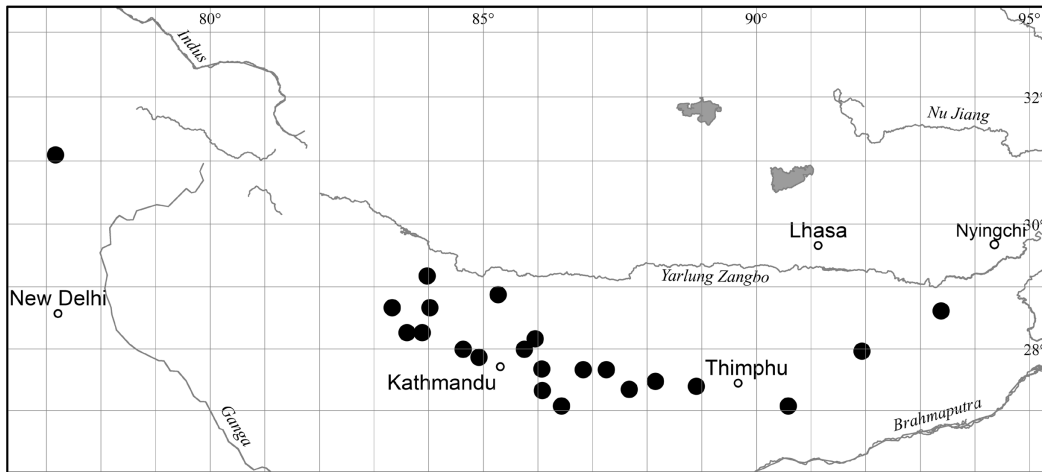 80°
85°
90°
95°
Indus
32°
Nu Jiang
30°
Lhasa
Nyingchi
Yarlung Zangbo
New Delhi
28°
Kathmandu
Thimphu
Ganga
Brahmaputra